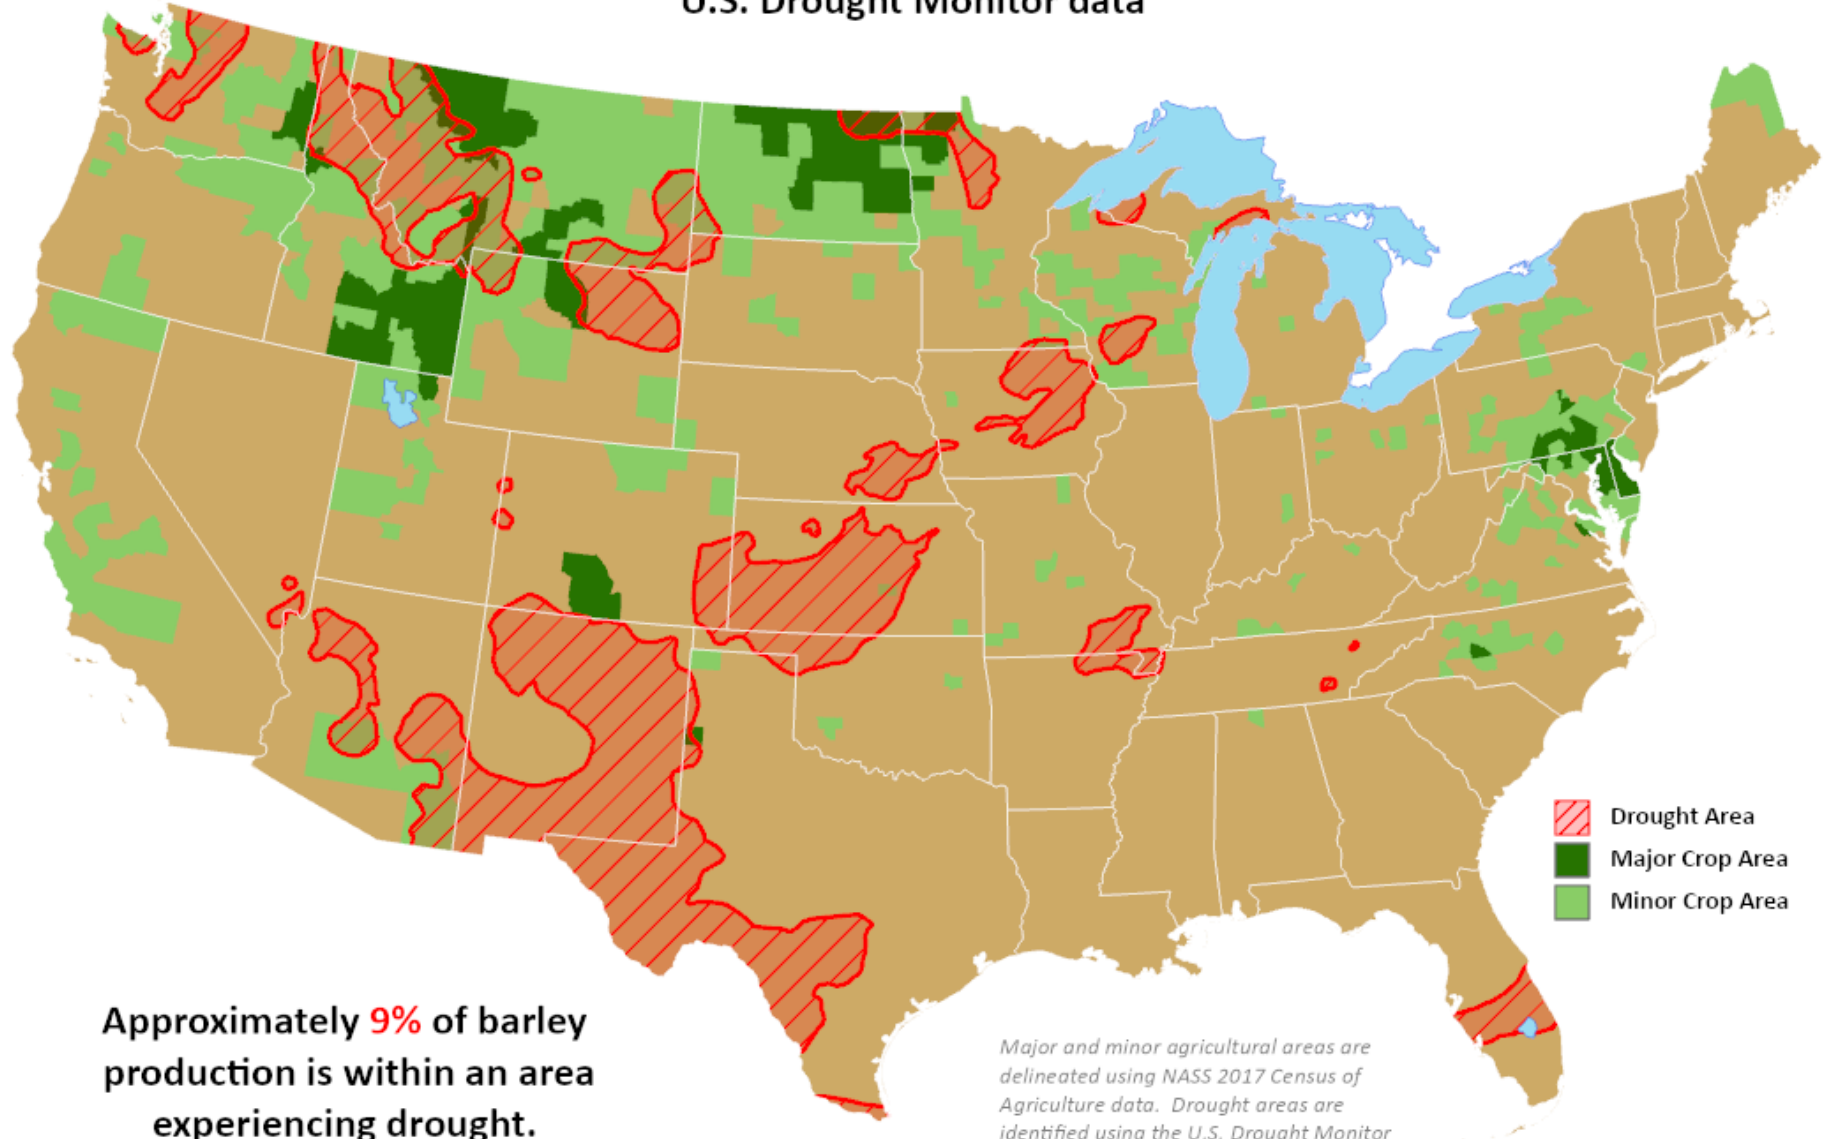 U.S. Drought Monitor data
Drought Area
Major Crop Area
Minor Crop Area
Approximately 9% of barley
production is within an area
experiencing drought.
Major and minor agricultural areas are
delineated using NASS 2017 Census of
Agriculture data. Drought areas are
identified using the U.S. Drought Monitor